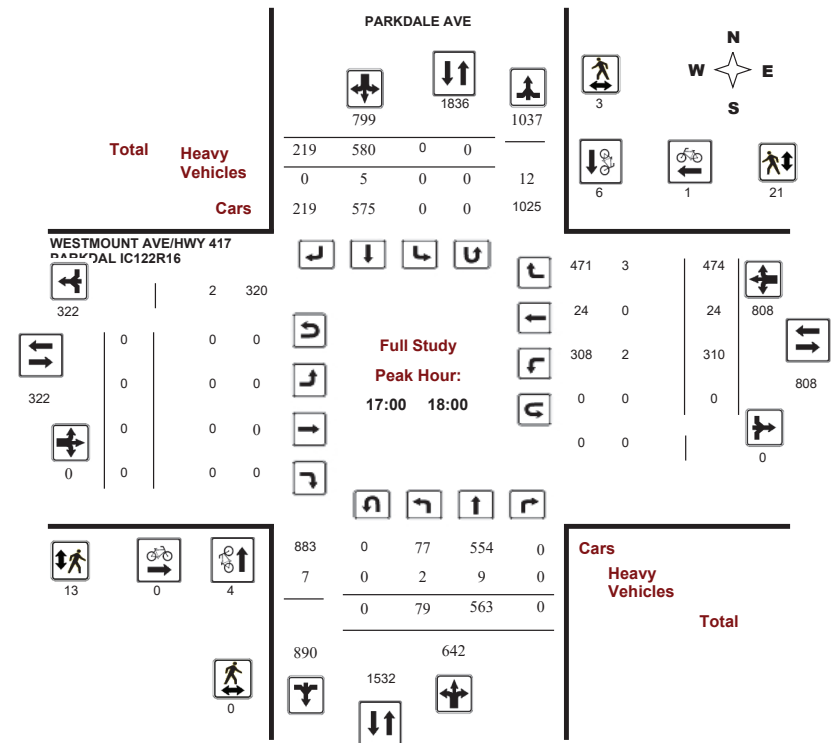 PARKDALE AVE
N
W E
S
1836
3
799 1037
Total Heavy
Vehicles
219 580 0 0
0 5 0 0 12
6 1 21
Cars 219 575 0 0 1025
WESTMOUNT AVE/HWY 417
PARKDAL IC122R16
471 3 474
2 320
322
24 0 24 808
0 0 0
Full Study
308 2 310
322
0 0 0
Peak Hour:
808
17:00 18:00
0 0 0
0 0 0
0 0
0
0 0 0 0
883 0 77 554 0 Cars
7 0 2 9 0 Heavy
Vehicles
13 0 4
0 79 563 0 Total
890 642
1532
0